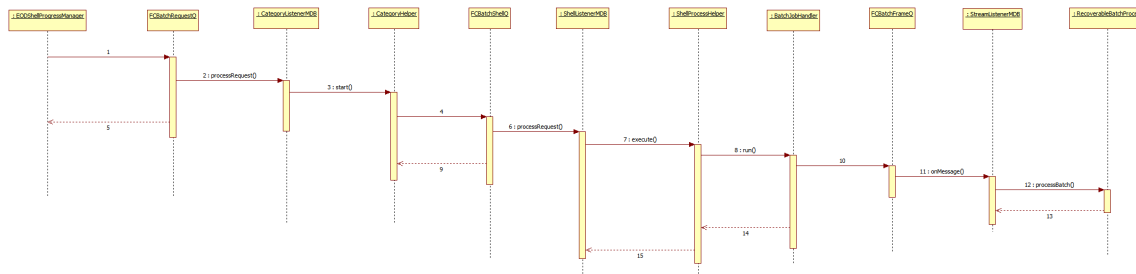 : EODShellProgressManager
FCBatchRequestQ
: CategoryListenerMDB
: CategoryHelper
FCBatchShellQ
: ShellListenerMDB
: ShellProcessHelper
: BatchJobHandler
FCBatchFrameQ
: StreamListenerMDB
: RecoverableBatchProc
1
2 : processRequest()
3 : start()
4
5
6 : processRequest()
7 : execute()
8 : run()
9
10
11 : onMessage()
12 : processBatch()
13
14
15